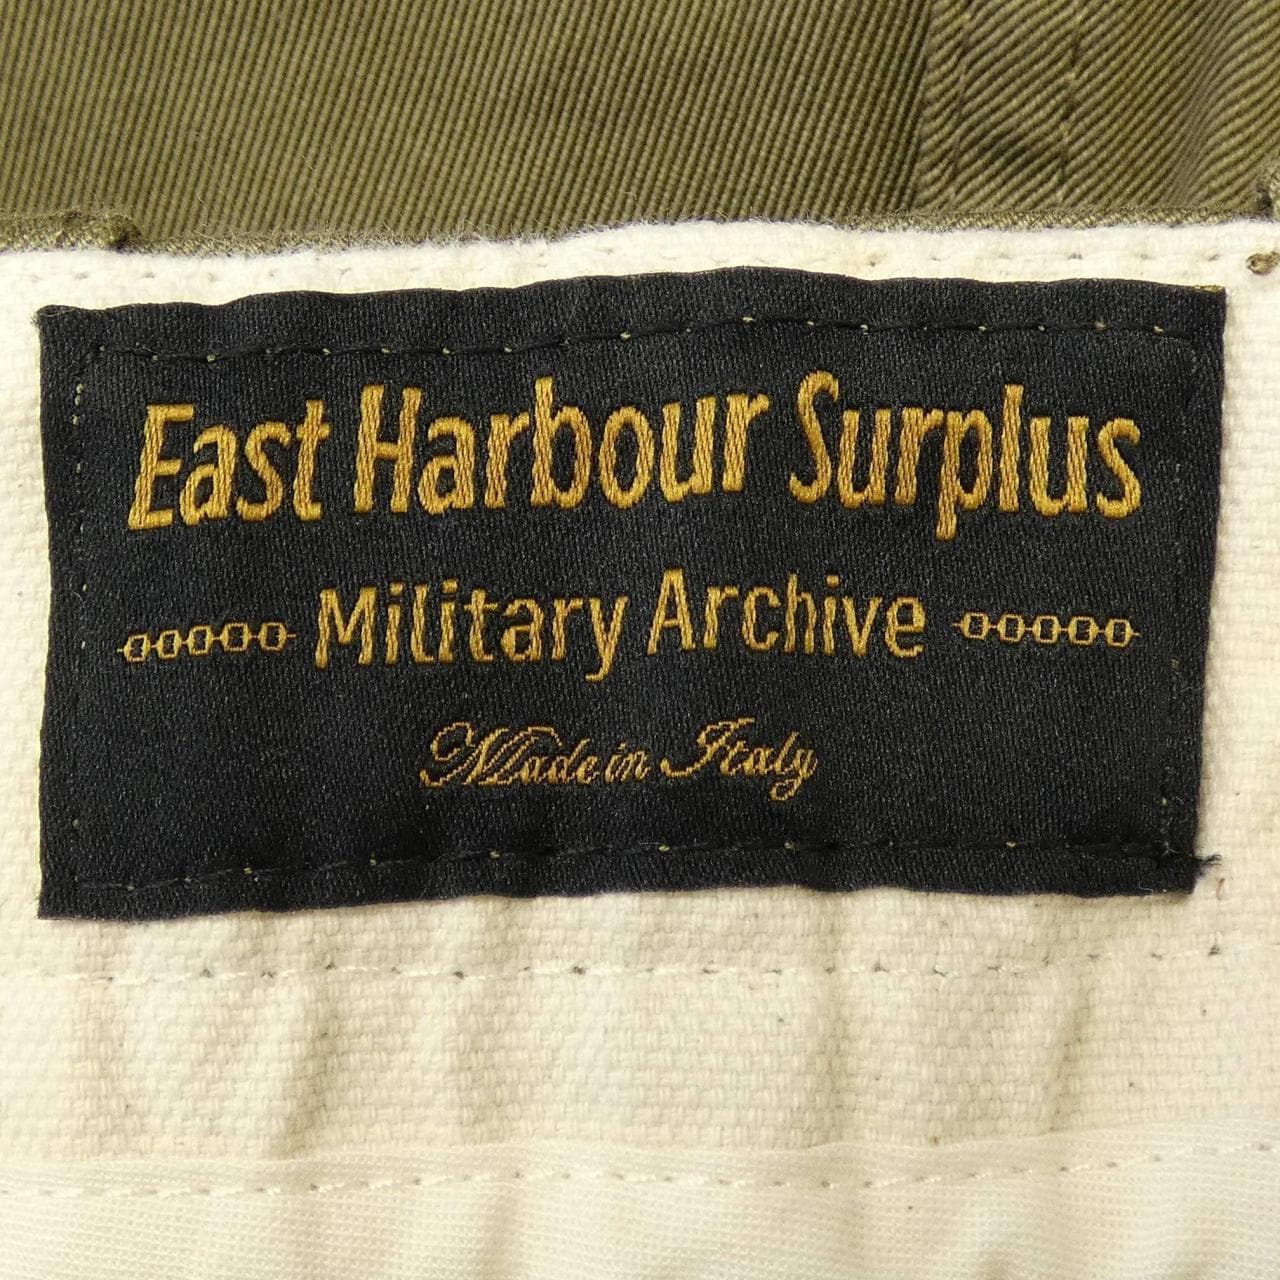 East Harbour Surplus
Military Archive
Made in Italy